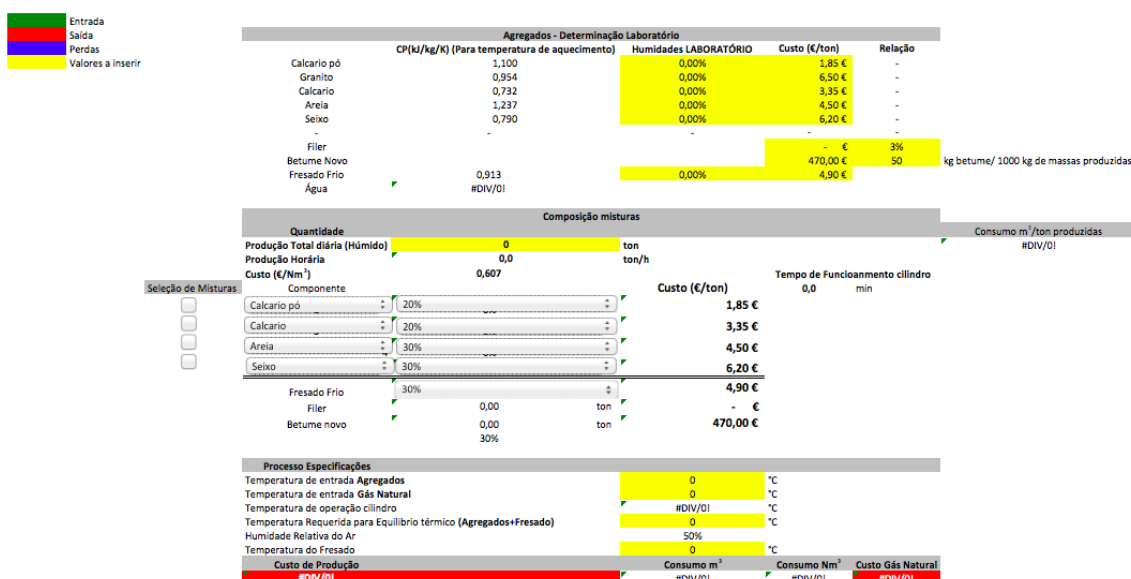 Entrada
Saída
Perdas
Valores a inserir
Agregados - Determinação Laboratório
CP(kJ/kg/K) (Para temperatura de aquecimento) Humidades LABORATÓRIO Custo (€/ton) Relação
Calcario pó 1,100 0,00% 1,85 € -
Granito 0,954 0,00% 6,50 € -
Calcario 0,732 0,00% 3,35 € -
Areia 1,237 0,00% 4,50 € -
Seixo 0,790 0,00% 6,20 € -
- - - - -
Filer - € 3%
Betume Novo 470,00 € 50 kg betume/ 1000 kg de massas produzidas
Fresado Frio 0,913 0,00% 4,90 €
Água #DIV/0!
Composição misturas
Quantidade Consumo m³/ton produzidas
Produção Total diária (Húmido) 0 ton #DIV/0!
Produção Horária 0,0 ton/h
Custo (€/Nm³) 0,607 Tempo de Funcioanmento cilindro
Seleção de Misturas Componente Custo (€/ton) 0,0 min
Calcario pó 20% 1,85 €
Calcario 20% 3,35 €
Areia 30% 4,50 €
Seixo 30% 6,20 €
Fresado Frio 30% 4,90 €
Filer 0,00 ton - €
Betume novo 0,00 ton 470,00 €
30%
Processo Especificações
Temperatura de entrada Agregados 0 °C
Temperatura de entrada Gás Natural 0 °C
Temperatura de operação cilindro #DIV/0! °C
Temperatura Requerida para Equilibrio térmico (Agregados+Fresado) 0 °C
Humidade Relativa do Ar 50%
Temperatura do Fresado 0 °C
Custo de Produção Consumo m³ Consumo Nm³ Custo Gás Natural
#DIV/0! #DIV/0! #DIV/0! #DIV/0!